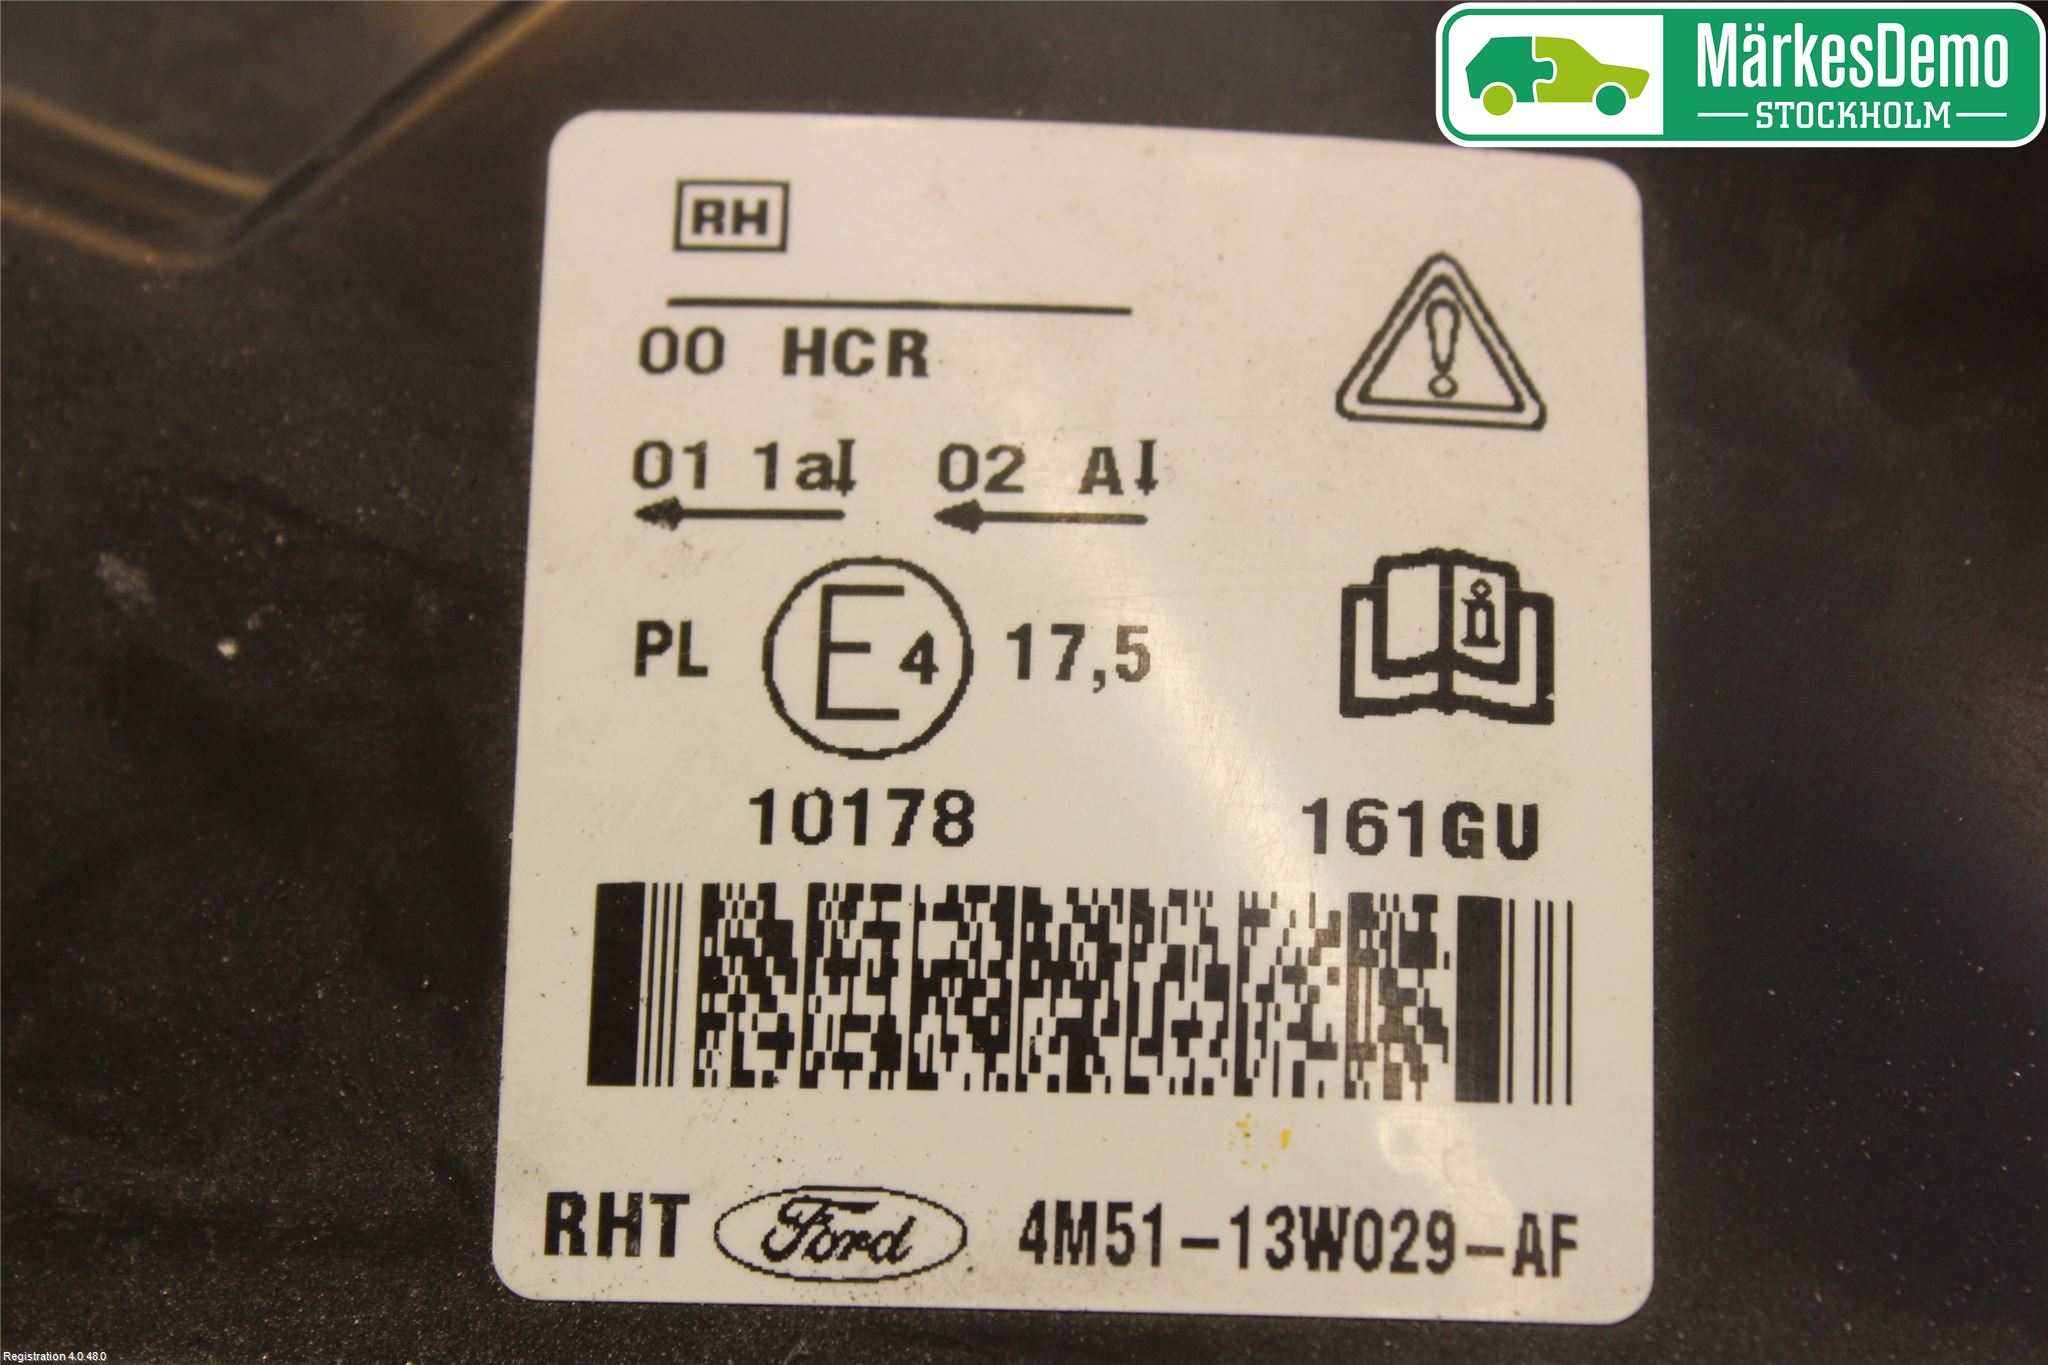 MärkesDemo
STOCKHOLM
RH
00 HCR
01 1a 02 A
PL E4 17,5
10178 161GU
RHT Ford 4M51-13W029-AF
Registration 4.0.48.0